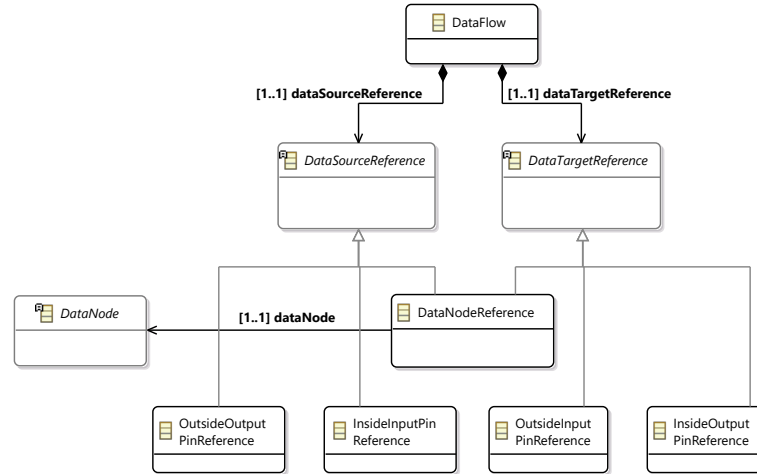 DataFlow
[1..1] dataSourceReference
[1..1] dataTargetReference
DataSourceReference
DataTargetReference
DataNode
[1..1] dataNode
DataNodeReference
OutsideOutput
PinReference
InsideInputPin
Reference
OutsideInput
PinReference
InsideOutput
PinReference